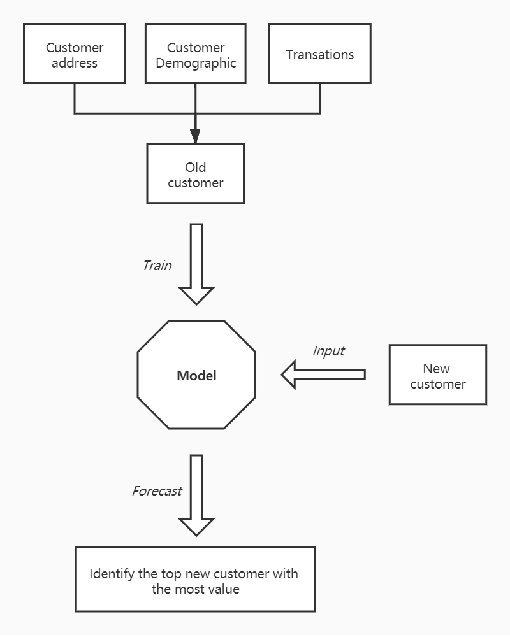 Customer
address
Customer
Demographic
Transations
Old
customer
Train
Model
Input
New
customer
Forecast
Identify the top new customer with
the most value